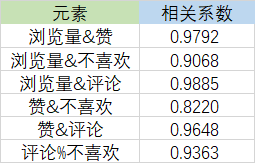 元素 相关系数
浏览量&赞 0.9792
浏览量&不喜欢 0.9068
浏览量&评论 0.9885
赞&不喜欢 0.8220
赞&评论 0.9648
评论%不喜欢 0.9363